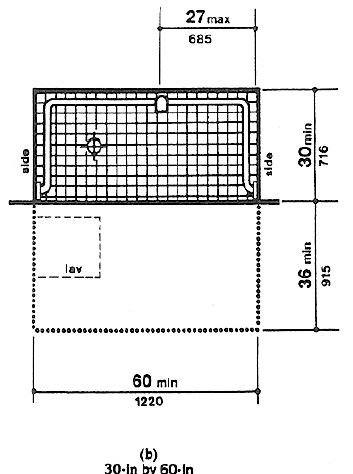 27 max
685
side
side
30 min
716
lav
36 min
915
60 min
1220
(b)
30-in by 60-in